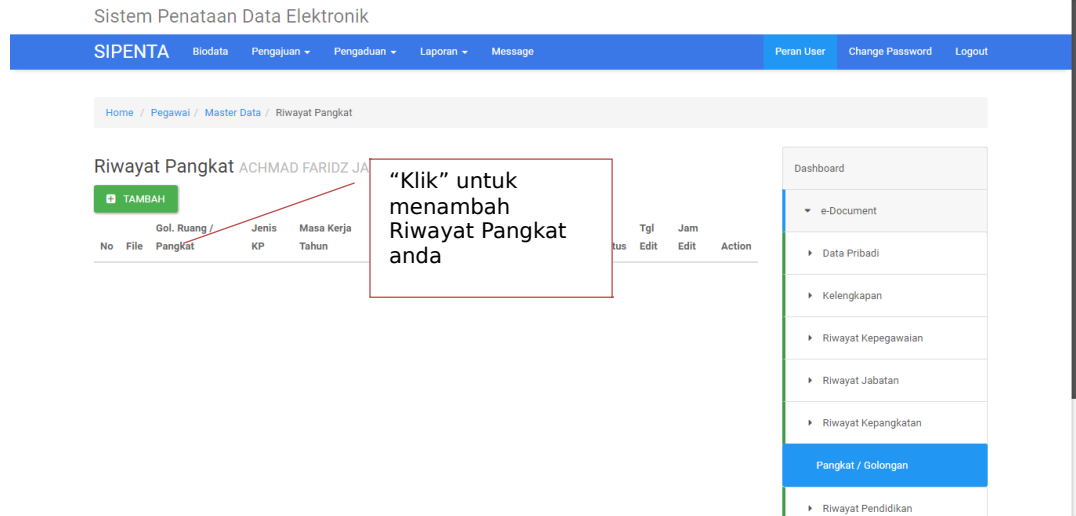 Sistem Penataan Data Elektronik
SIPENTA Biodata Pengajuan Pengaduan Laporan Message Peran User Change Password Logout
Home / Pegawai / Master Data / Riwayat Pangkat
Riwayat Pangkat ACHMAD FARIDZ JA
TAMBAH
“Klik” untuk
menambah
Riwayat Pangkat
anda
Gol. Ruang / Jenis Masa Kerja Tgl Jam
No File Pangkat KP Tahun tus Edit Edit Action
Dashboard
e-Document
Data Pribadi
Kelengkapan
Riwayat Kepegawaian
Riwayat Jabatan
Riwayat Kepangkatan
Pangkat / Golongan
Riwayat Pendidikan